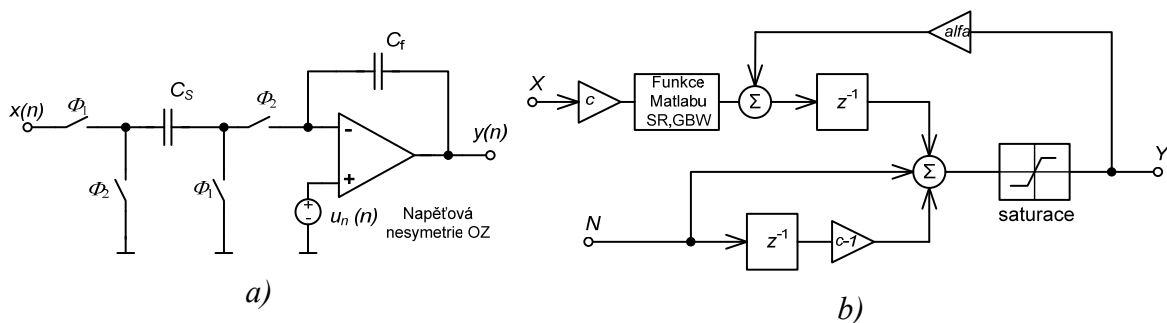 x(n)
Φ1
CS
Φ2
Cf
y(n)
Φ2
Φ1
-
+
+
-
un (n)
Napěťová
nesymetrie OZ
a)
alfa
X
c
Funkce
Matlabu
SR,GBW
Σ
z-1
Σ
Y
saturace
N
z-1
c-1
b)